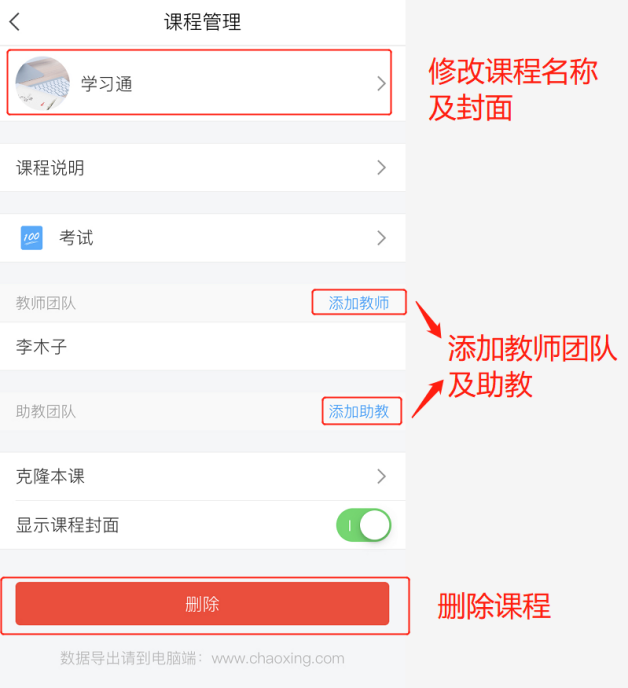 课程管理
学习通
修改课程名称
及封面
课程说明
100
考试
教师团队 添加教师
李木子
添加教师团队
及助教
助教团队 添加助教
克隆本课
显示课程封面
删除
删除课程
数据导出请到电脑端：www.chaoxing.com